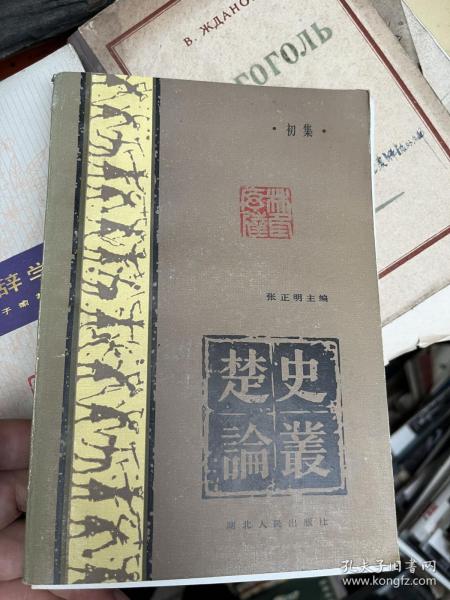 В. ЖДАНО
ГОГОЛЬ
·初集·
张正明主编
楚史
論叢
湖北人民出版社
辞学
孔夫子旧书网
www.kongfz.com